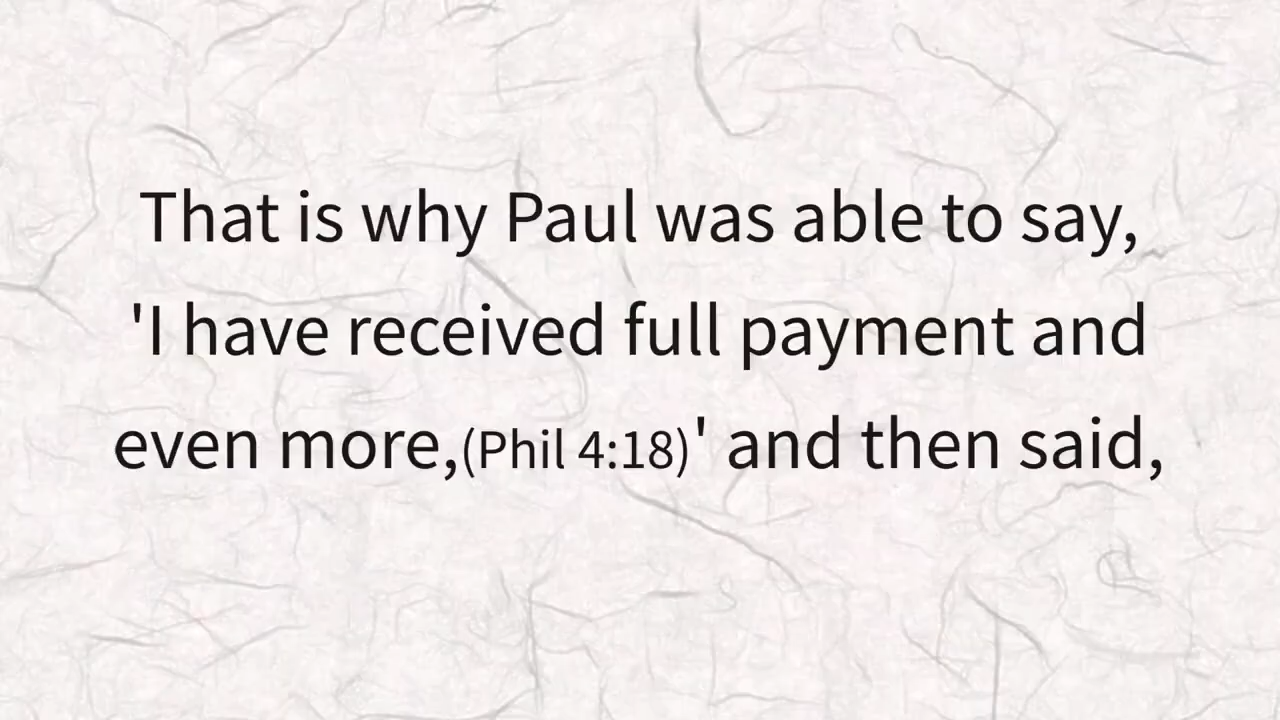 That is why Paul was able to say,
'I have received full payment and
even more,(Phil 4:18)' and then said,